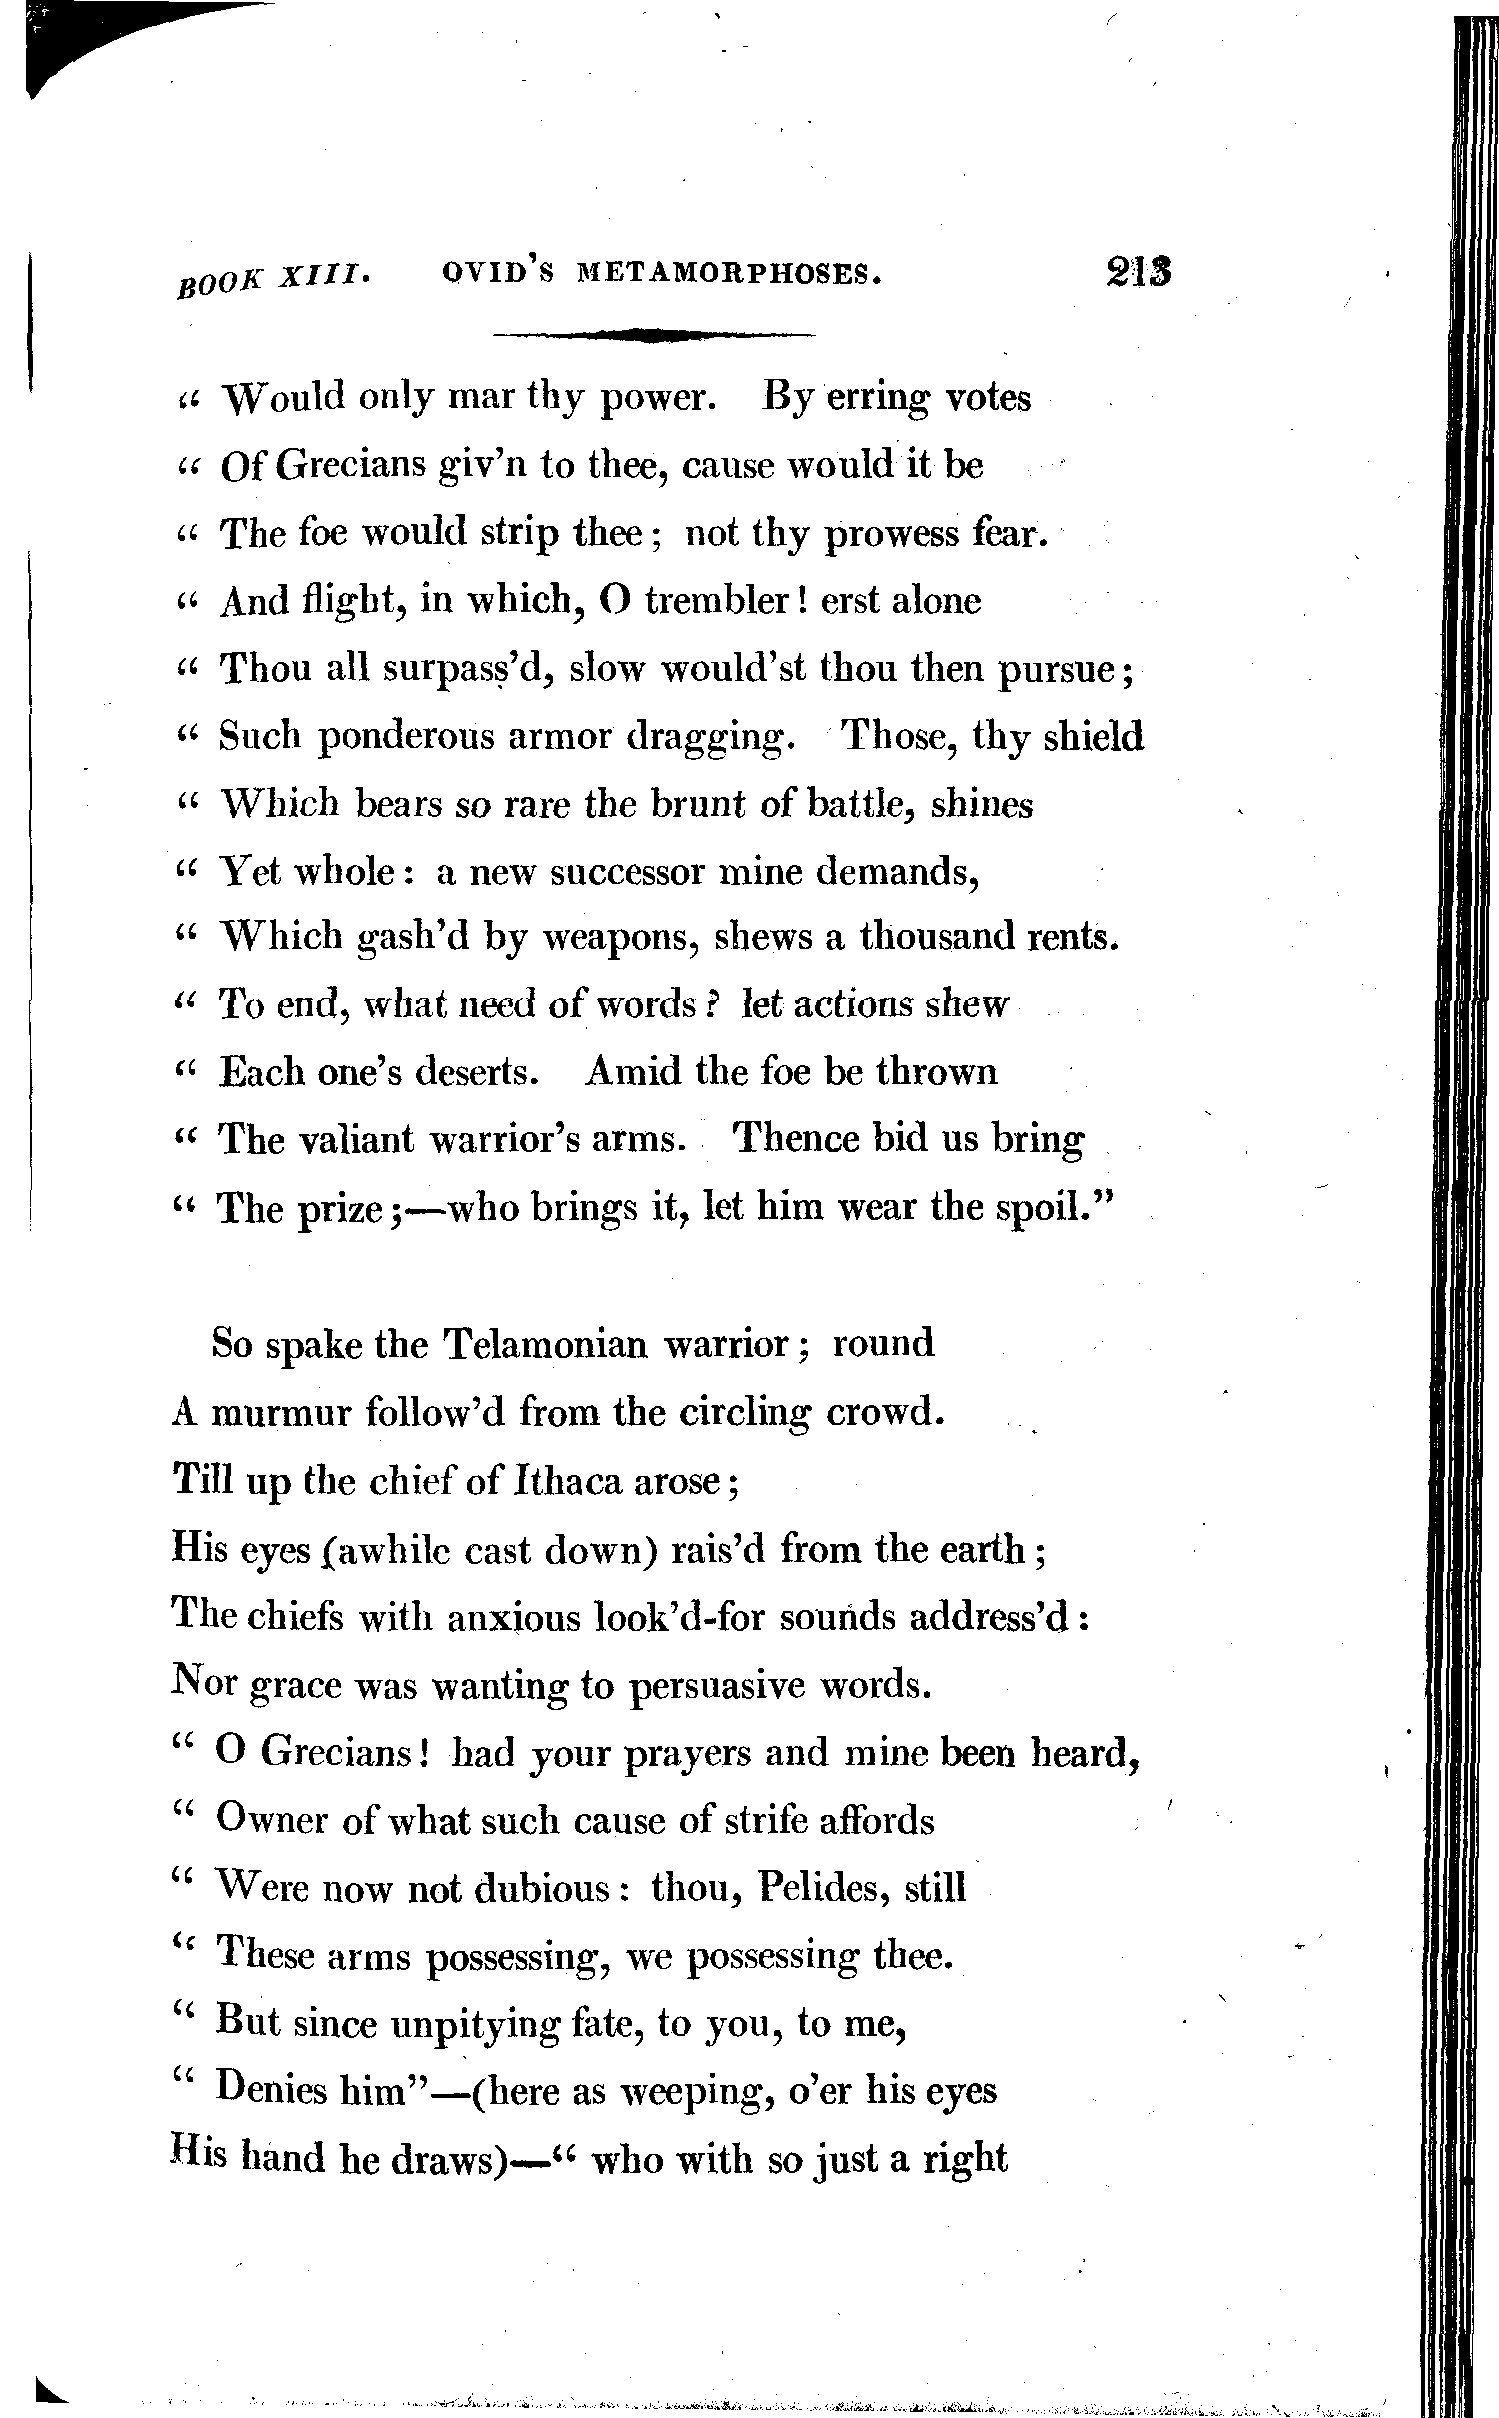 BOOK XIII. OVID'S METAMORPHOSES. 213
“ Would only mar thy power. By erring votes
“ Of Grecians giv'n to thee, cause would it be
“ The foe would strip thee; not thy prowess fear.
“ And flight, in which, O trembler! erst alone
“ Thou all surpass'd, slow would'st thou then pursue;
“ Such ponderous armor dragging. Those, thy shield
“ Which bears so rare the brunt of battle, shines
“ Yet whole: a new successor mine demands,
“ Which gash'd by weapons, shews a thousand rents.
“ To end, what need of words? let actions shew
“ Each one's deserts. Amid the foe be thrown
“ The valiant warrior's arms. Thence bid us bring
“ The prize;—who brings it, let him wear the spoil.”
So spake the Telamonian warrior; round
A murmur follow'd from the circling crowd.
Till up the chief of Ithaca arose;
His eyes (awhile cast down) rais'd from the earth;
The chiefs with anxious look'd-for sounds address'd:
Nor grace was wanting to persuasive words.
“ O Grecians! had your prayers and mine been heard,
“ Owner of what such cause of strife affords
“ Were now not dubious: thou, Pelides, still
“ These arms possessing, we possessing thee.
“ But since unpitying fate, to you, to me,
“ Denies him”—(here as weeping, o'er his eyes
His hand he draws)—“ who with so just a right